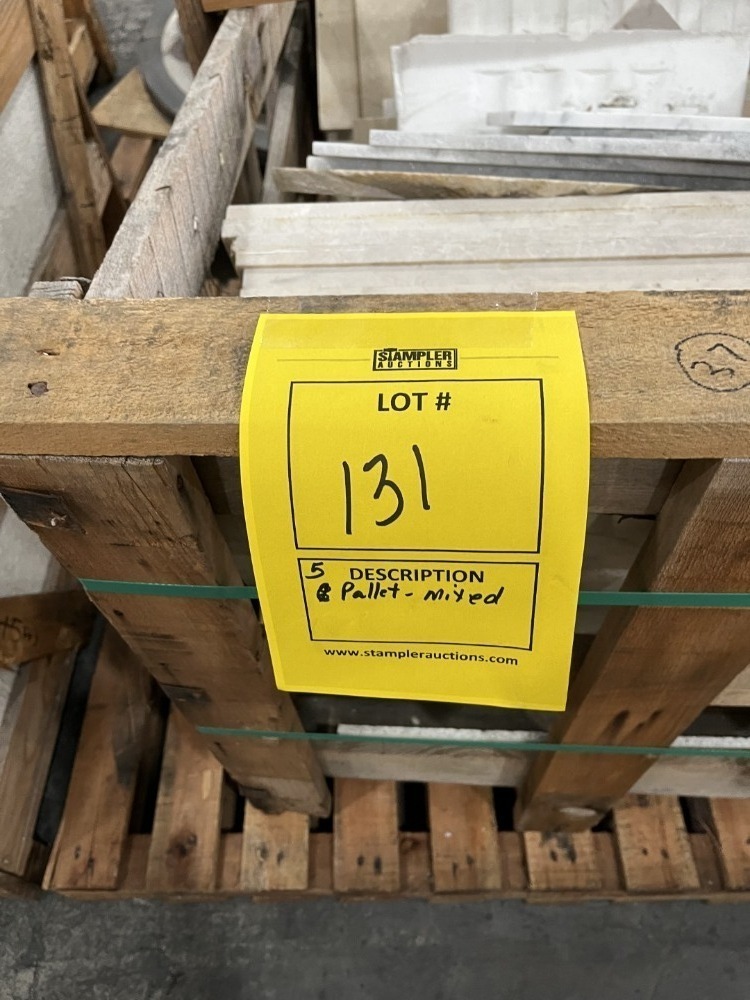 STAMPLER
AUCTIONS
LOT #
131
5 DESCRIPTION
Pallet - Mixed
www.stamplerauctions.com
37